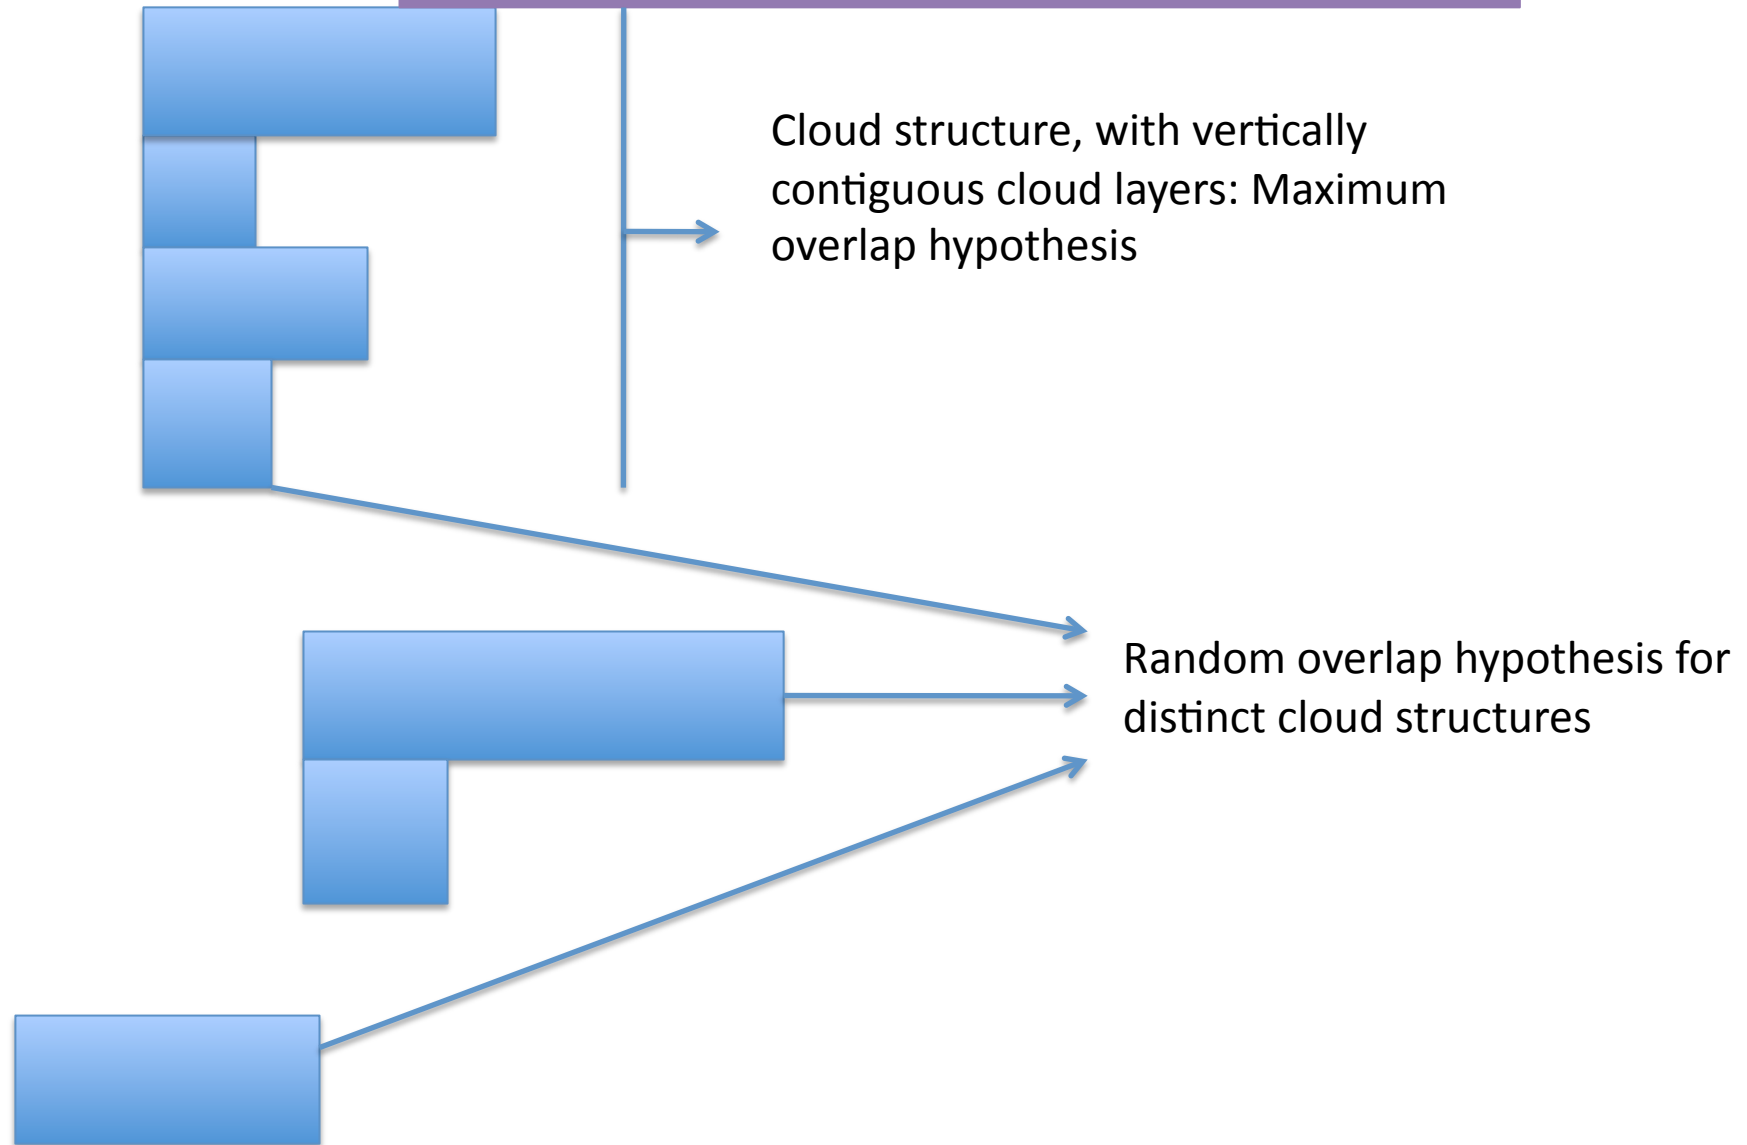 Cloud structure, with vertically
contiguous cloud layers: Maximum
overlap hypothesis
Random overlap hypothesis for
distinct cloud structures